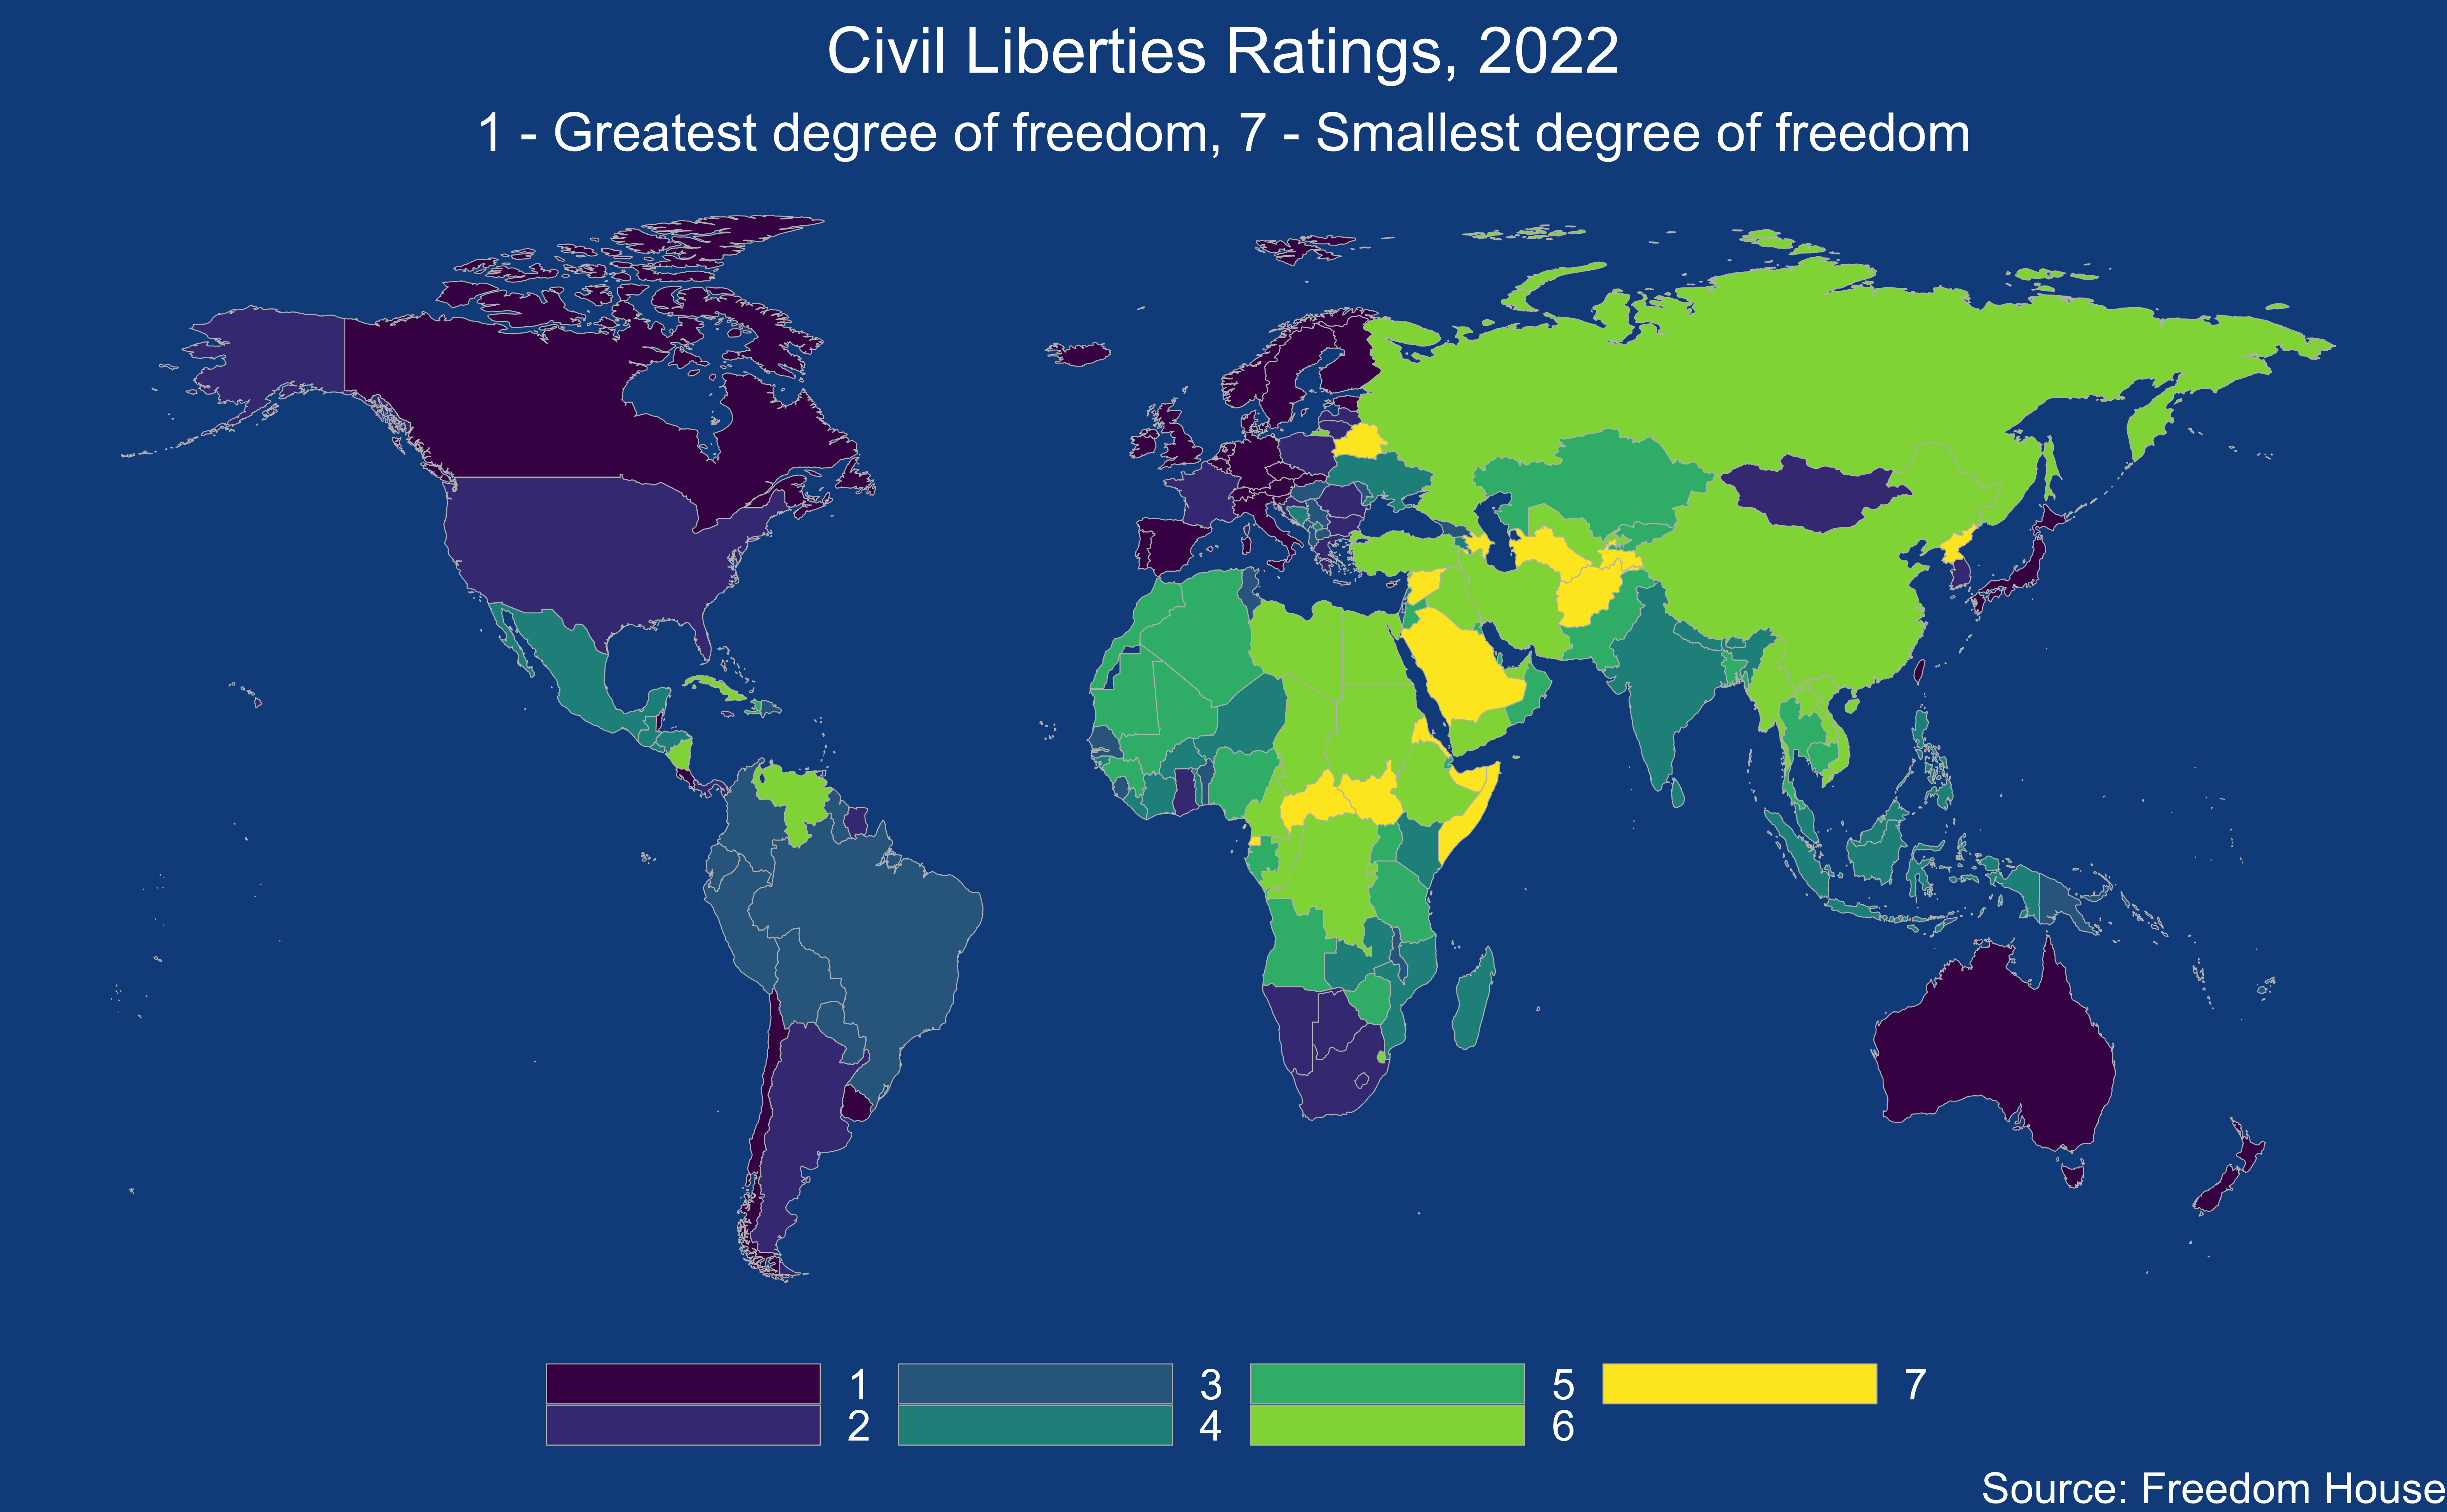 Civil Liberties Ratings, 2022
1 - Greatest degree of freedom, 7 - Smallest degree of freedom
1
3
5
7
2
4
6
Source: Freedom House